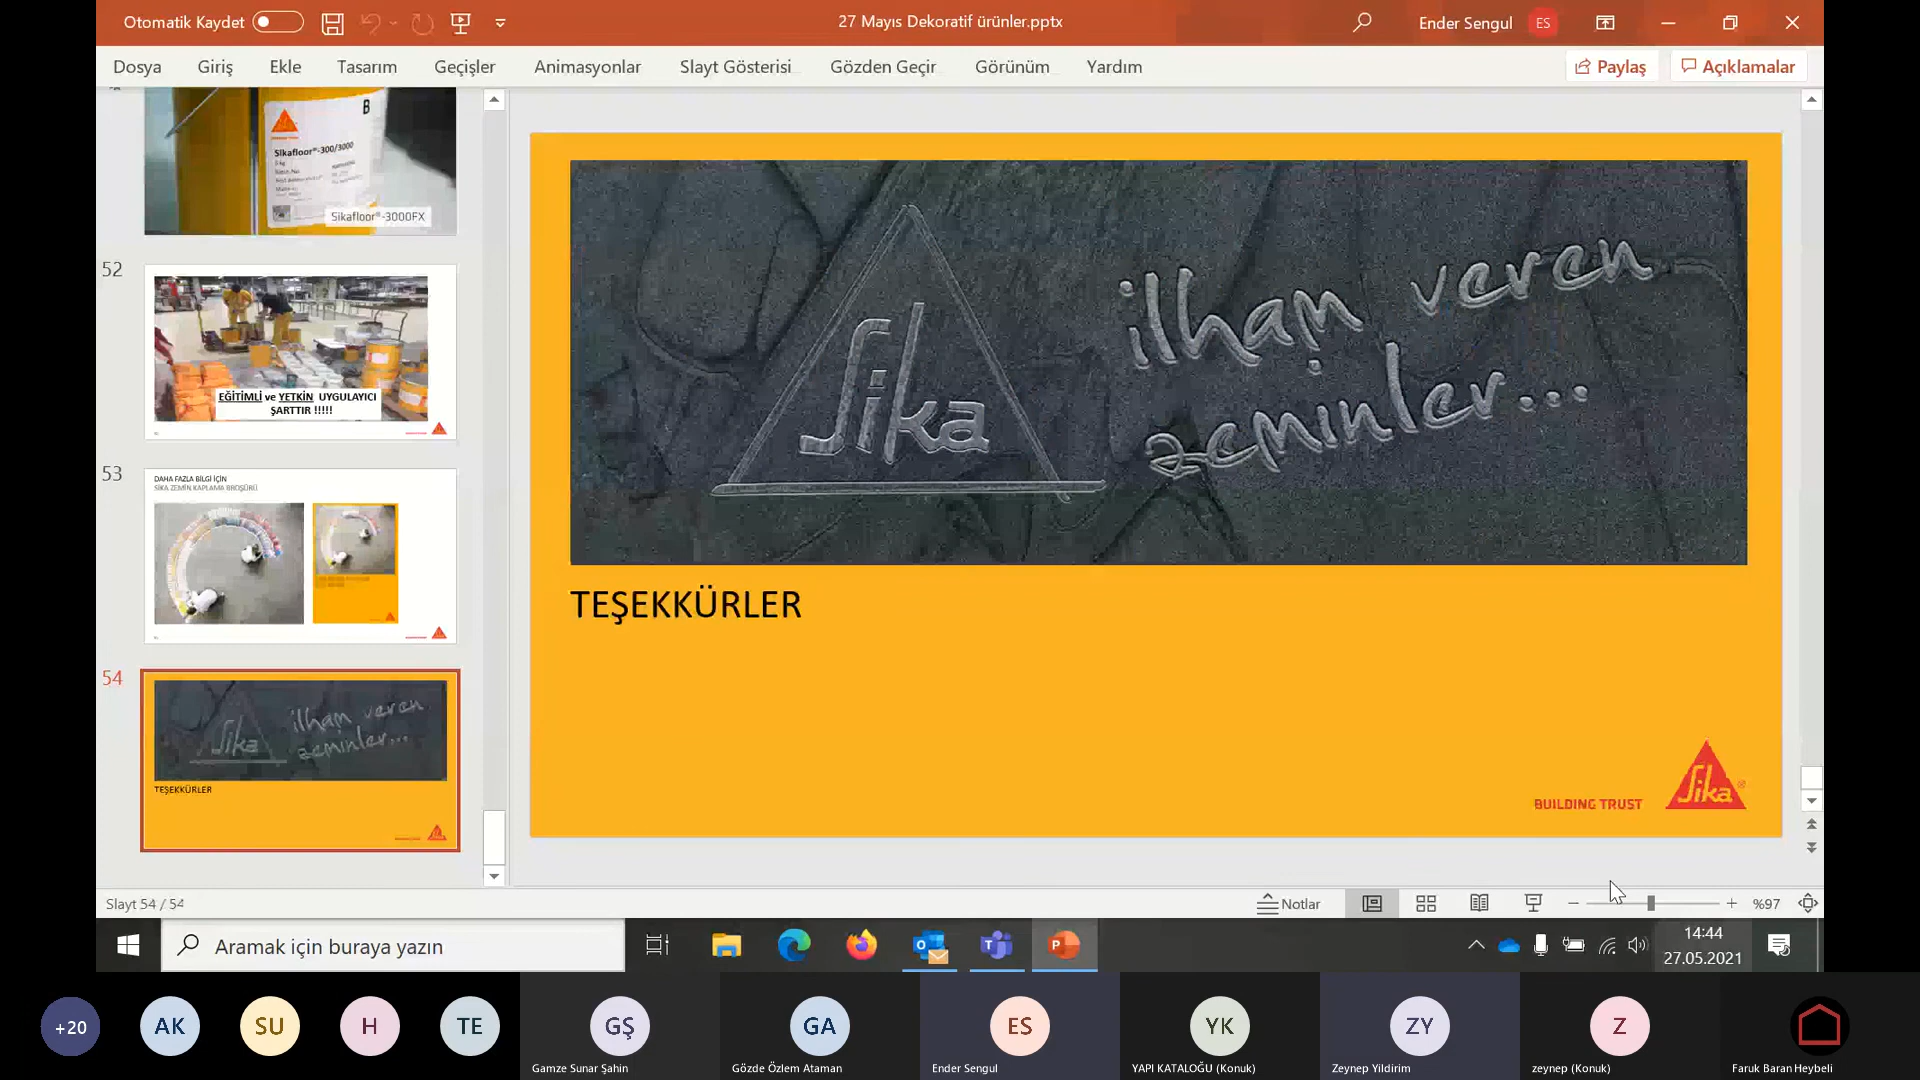 Otomatik Kaydet
27 Mayıs Dekoratif ürünler.pptx
Ender Sengul
ES
Dosya Giriş Ekle Tasarım Geçişler Animasyonlar Slayt Gösterisi Gözden Geçir Görünüm Yardım
Paylaş
Açıklamalar
B
Sikafloor®-300/3000
Sikafloor®-3000FX
52
EĞİTİMLİ ve YETKİN UYGULAYICI
ŞARTTIR !!!!!
53
DAHA FAZLA BİLGİ İÇİN
SİKA ZEMİN KAPLAMA BROŞÜRÜ
54
Sika
ilham veren
zeminler...
TEŞEKKÜRLER
Sika
ilham veren
zeminler...
TEŞEKKÜRLER
BUILDING TRUST
Sika®
Slayt 54 / 54
Notlar
%97
Aramak için buraya yazın
14:44
27.05.2021
+20
AK
SU
H
TE
GŞ
GA
ES
YK
ZY
Z
Gamze Sunar Şahin
Gözde Özlem Ataman
Ender Sengul
YAPI KATALOĞU (Konuk)
Zeynep Yildirim
zeynep (Konuk)
Faruk Baran Heybeli